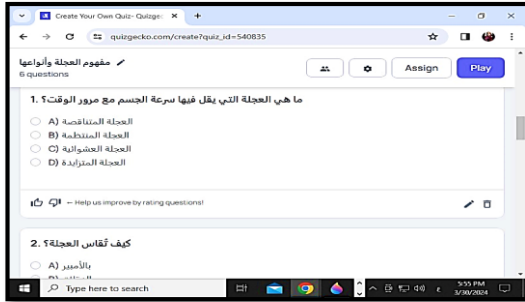 Create Your Own Quiz- Quizgec
quizgecko.com/create?quiz_id=540835
مفهوم العجلة وأنواعها
6 questions
Assign
Play
1. ما هي العجلة التي يقل فيها سرعة الجسم مع مرور الوقت؟
A) العجلة المتناقصة
B) العجلة المنتظمة
C) العجلة العشوائية
D) العجلة المتزايدة
← Help us improve by rating questions!
2. كيف تُقاس العجلة؟
A) بالأمبير
Type here to search
5:55 PM
3/30/2024